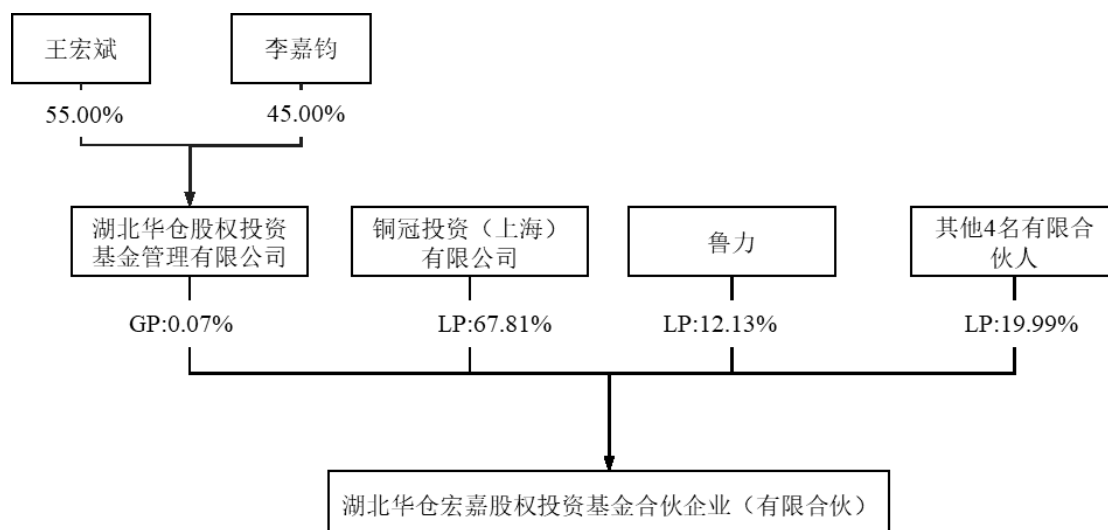 王宏斌
李嘉钧
55.00%
45.00%
湖北华仓股权投资
基金管理有限公司
铜冠投资（上海）
有限公司
鲁力
其他4名有限合
伙人
GP:0.07%
LP:67.81%
LP:12.13%
LP:19.99%
湖北华仓宏嘉股权投资基金合伙企业（有限合伙）